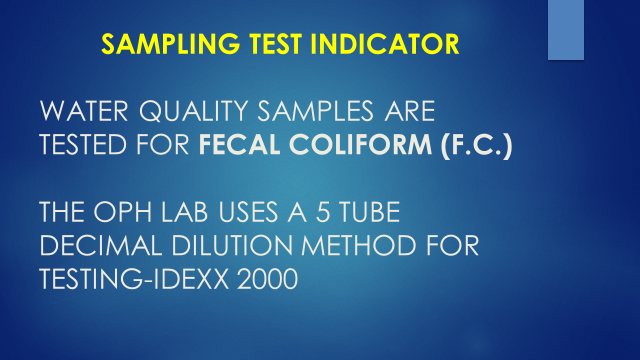 SAMPLING TEST INDICATOR
WATER QUALITY SAMPLES ARE
TESTED FOR FECAL COLIFORM (F.C.)
THE OPH LAB USES A 5 TUBE
DECIMAL DILUTION METHOD FOR
TESTING-IDEXX 2000